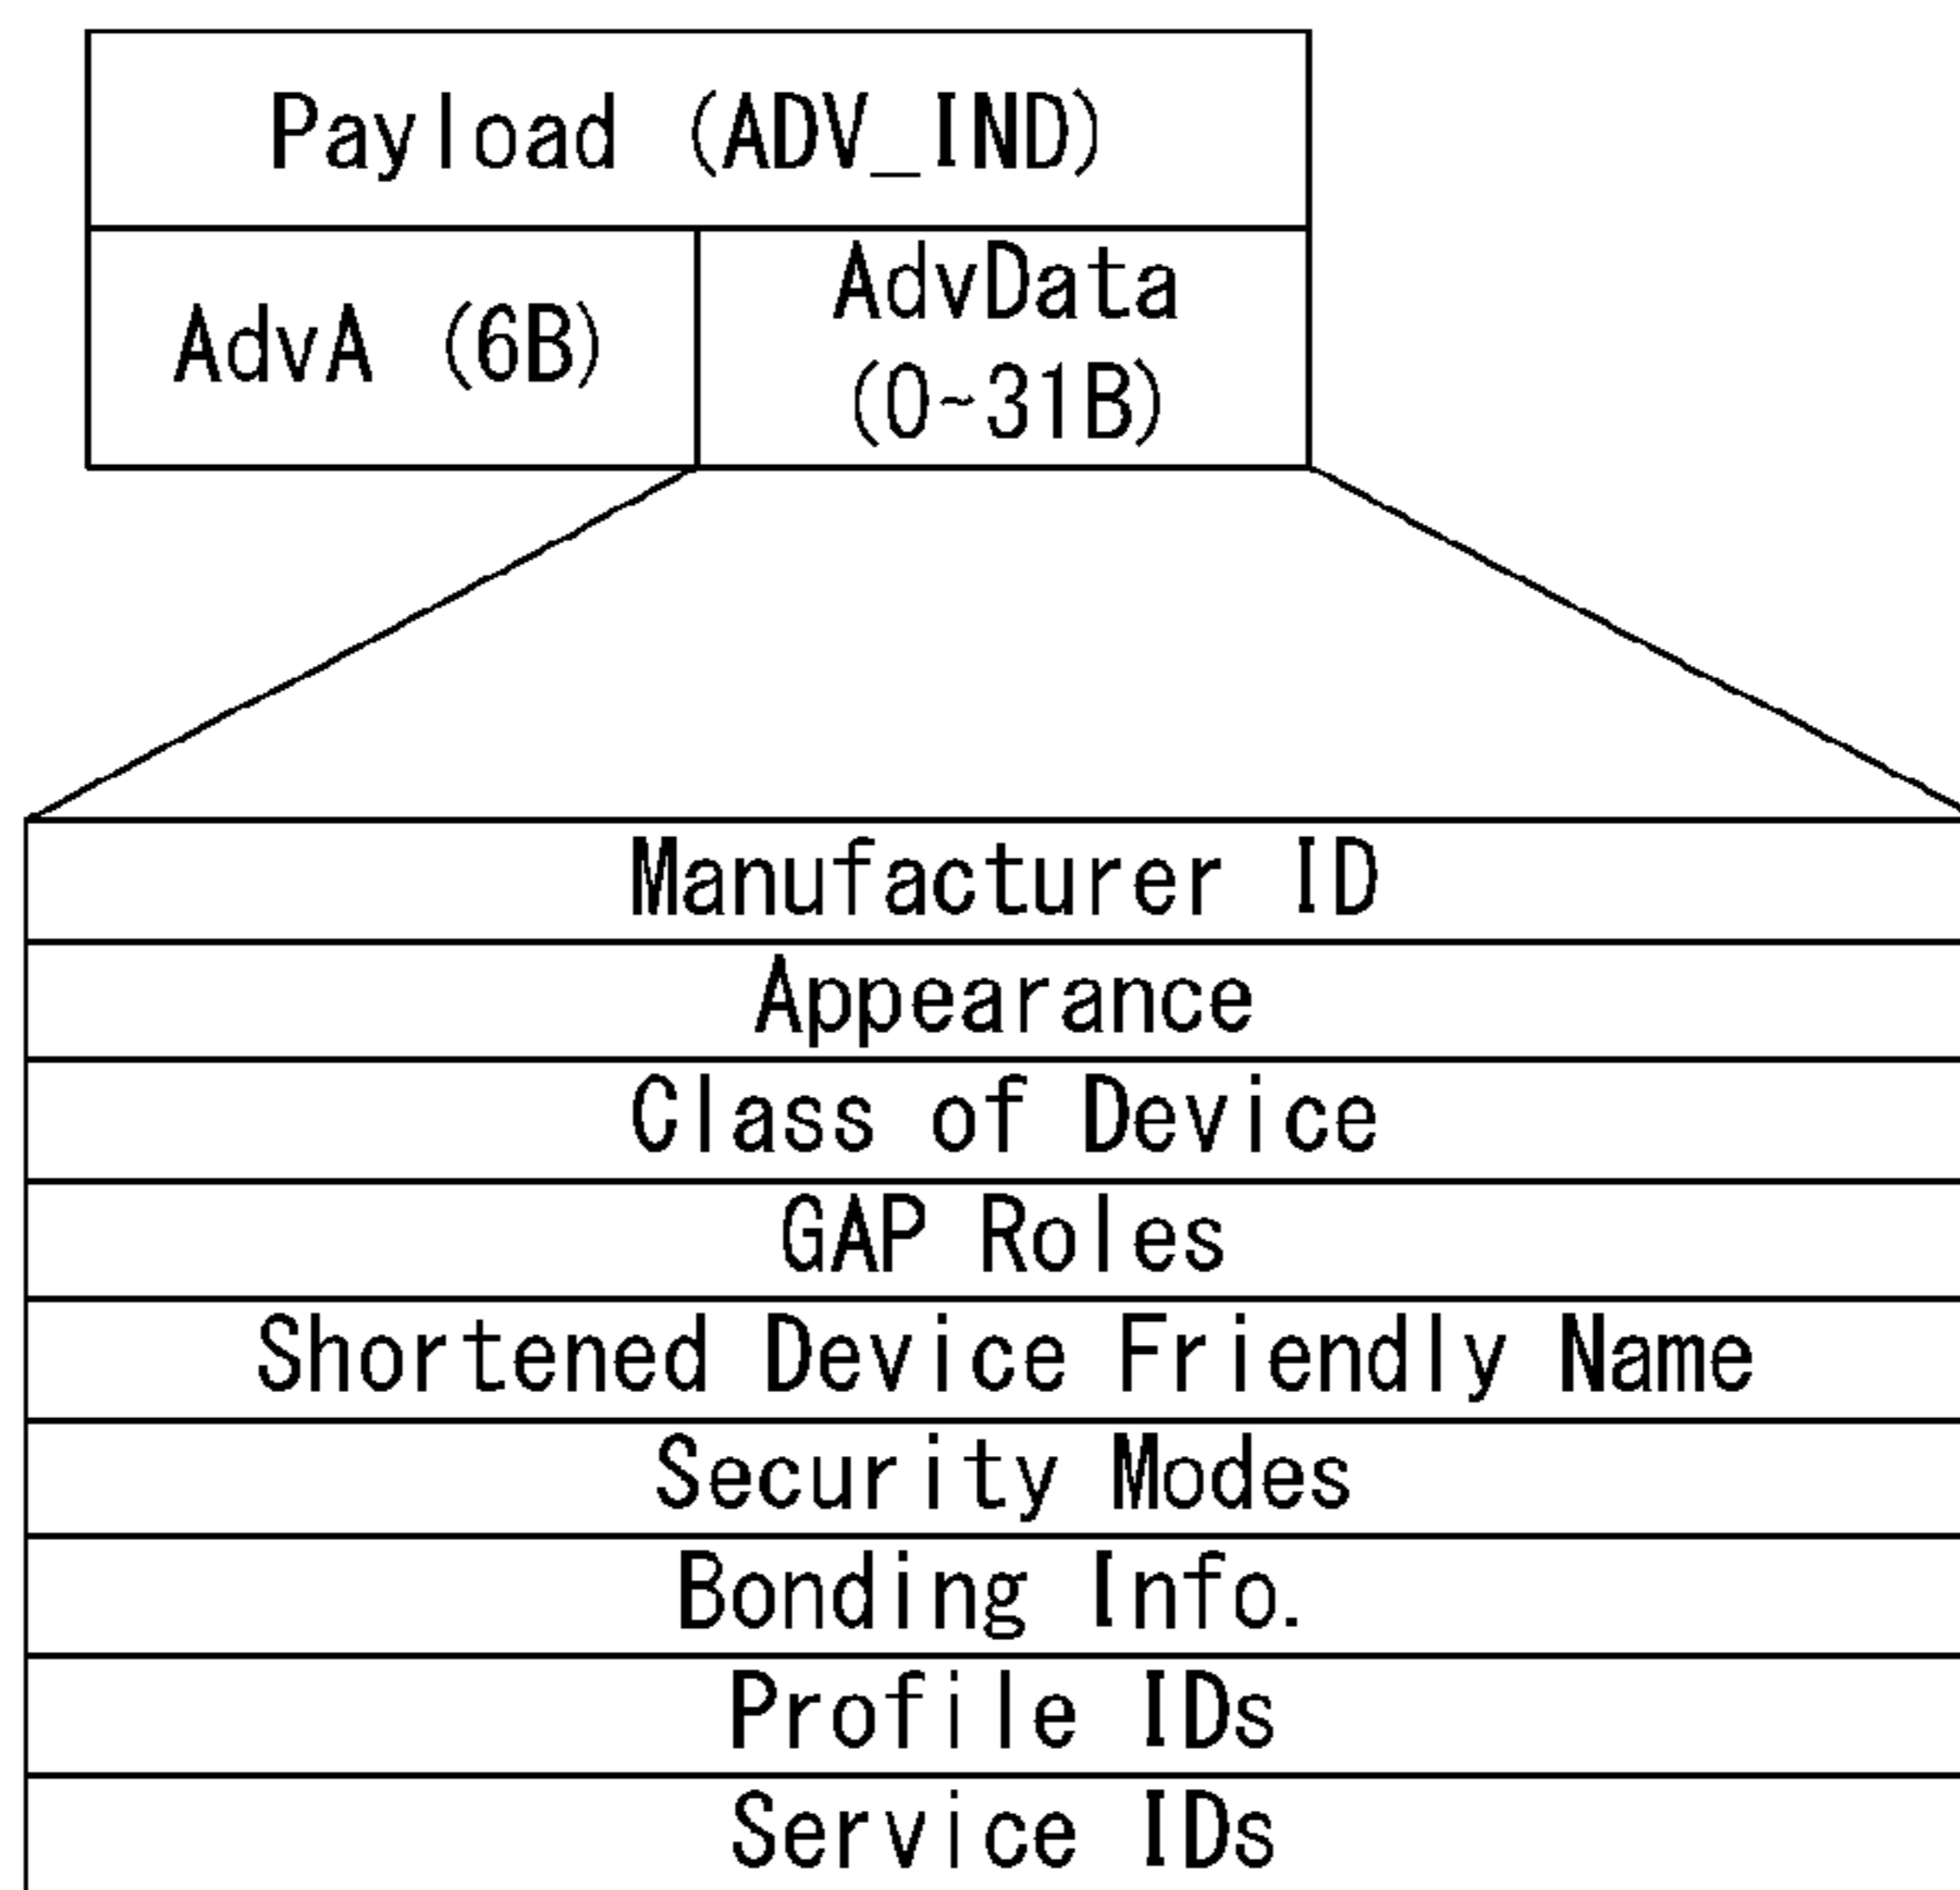 Payload (ADV_IND)
AdvA (6B)
AdvData
(0~31B)
Manufacturer ID
Appearance
Class of Device
GAP Roles
Shortened Device Friendly Name
Security Modes
Bonding Info.
Profile IDs
Service IDs